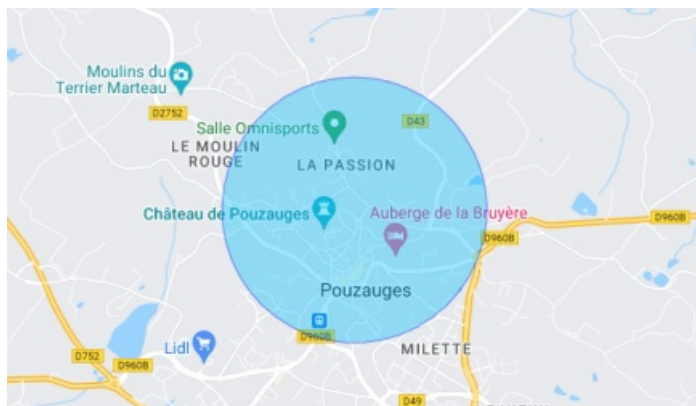 Moulins du
Terrier Marteau
D2752
Salle Omnisports
D43
LE MOULIN
ROUGE
LA PASSION
Château de Pouzauges
Auberge de la Bruyère
D960B
D960B
Pouzauges
D960B
Lidl
MILETTE
D752
D960B
D49